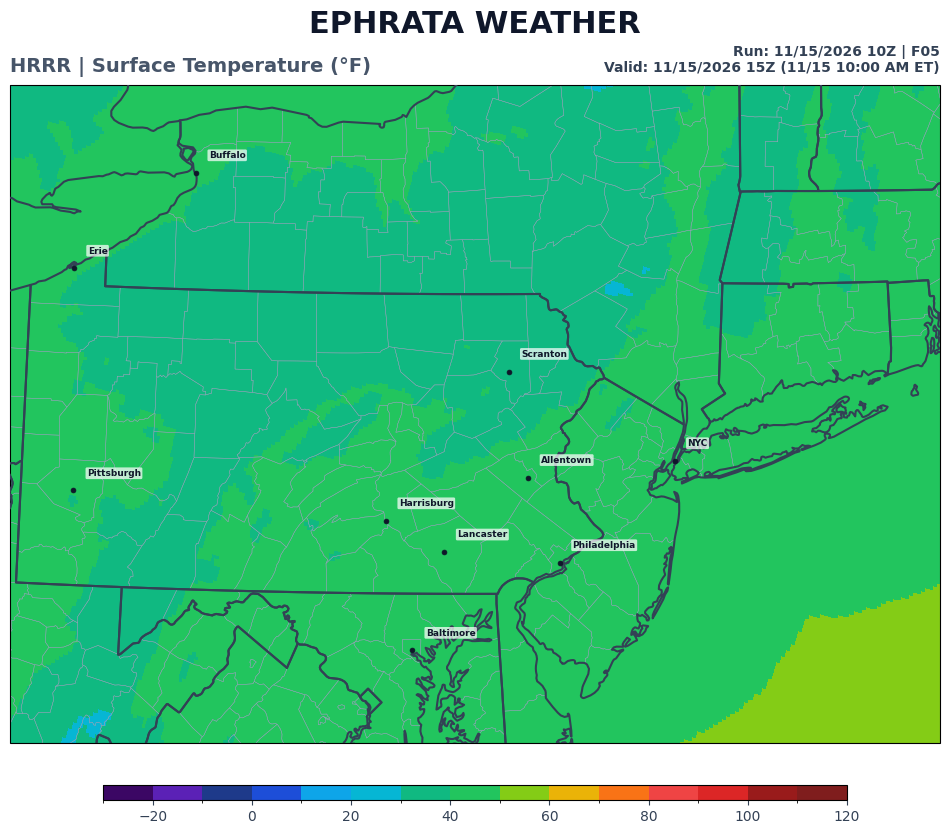 EPHRATA WEATHER
HRRR | Surface Temperature (°F)
Run: 11/15/2026 10Z | F05
Valid: 11/15/2026 15Z (11/15 10:00 AM ET)
Buffalo
Erie
Scranton
NYC
Allentown
Pittsburgh
Harrisburg
Lancaster
Philadelphia
Baltimore
−20 0 20 40 60 80 100 120